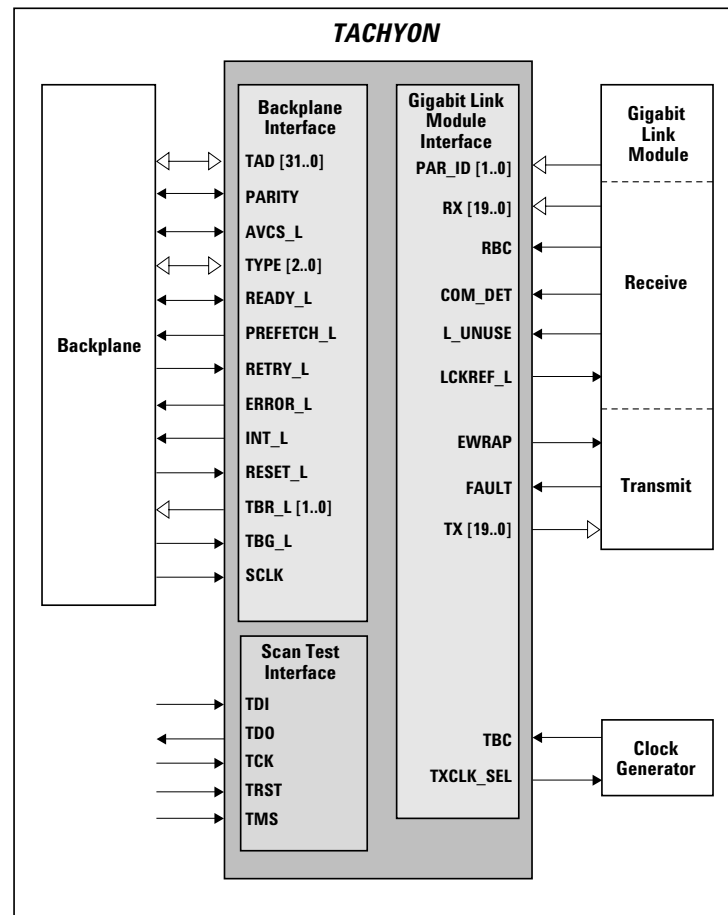 TACHYON
Backplane
Backplane
Interface
TAD [31..0]
PARITY
AVCS_L
TYPE [2..0]
READY_L
PREFETCH_L
RETRY_L
ERROR_L
INT_L
RESET_L
TBR_L [1..0]
TBG_L
SCLK
Scan Test
Interface
TDI
TDO
TCK
TRST
TMS
Gigabit Link
Module
Interface
PAR_ID [1..0]
RX [19..0]
RBC
COM_DET
L_UNUSE
LCKREF_L
EWRAP
FAULT
TX [19..0]
TBC
TXCLK_SEL
Gigabit
Link
Module
Receive
Transmit
Clock
Generator